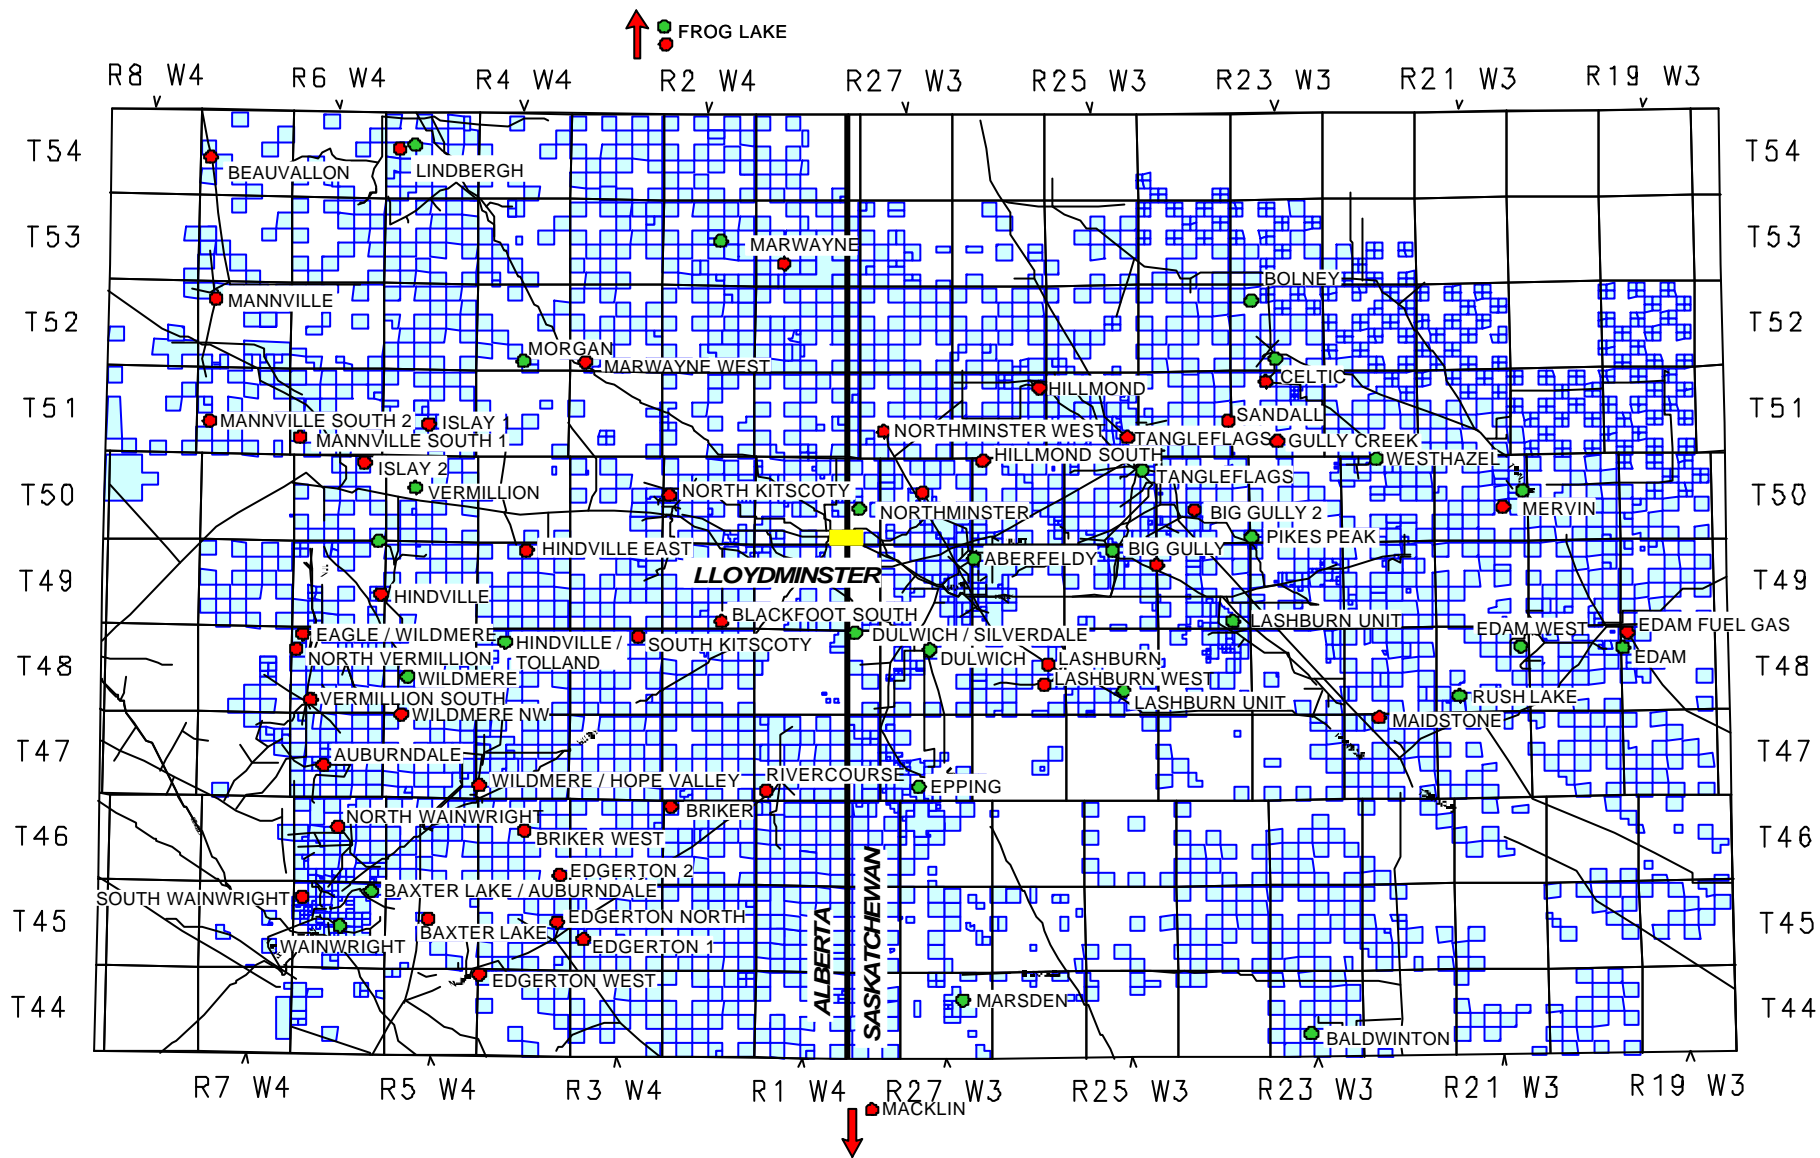 FROG LAKE
R8 W4
R6 W4
R4 W4
R2 W4
R27 W3
R25 W3
R23 W3
R21 W3
R19 W3
T54
T54
BEAUVALLON
LINDBERGH
T53
T53
MARWAYNE
BOLNEY
MANNVILLE
T52
T52
MORGAN
MARWAYNE WEST
CELTIC
HILLMOND
T51
T51
MANNVILLE SOUTH 2
ISLAY 1
SANDALL
MANNVILLE SOUTH 1
NORTHMINSTER WEST
TANGLEFLAGS
GULLY CREEK
HILLMOND SOUTH
WESTHAZEL
ISLAY 2
TANGLEFLAGS
T50
T50
VERMILLION
NORTH KITSCOTY
NORTHMINSTER
BIG GULLY 2
MERVIN
PIKES PEAK
HINDVILLE EAST
BIG GULLY
ABERFELDY
T49
T49
LLOYDMINSTER
HINDVILLE
BLACKFOOT SOUTH
LASHBURN UNIT
EDAM WEST
EDAM FUEL GAS
EAGLE / WILDMERE
HINDVILLE /
TOLLAND
SOUTH KITSCOTY
DULWICH / SILVERDALE
NORTH VERMILLION
DULWICH
LASHBURN
EDAM
T48
T48
WILDMERE
LASHBURN WEST
VERMILLION SOUTH
LASHBURN UNIT
RUSH LAKE
WILDMERE NW
MAIDSTONE
T47
T47
AUBURNDALE
WILDMERE / HOPE VALLEY
RIVERCOURSE
EPPING
BRIKER
NORTH WAINWRIGHT
T46
T46
BRIKER WEST
EDGERTON 2
SOUTH WAINWRIGHT
BAXTER LAKE / AUBURNDALE
ALBERTA
SASKATCHEWAN
T45
T45
EDGERTON NORTH
BAXTER LAKE
WAINWRIGHT
EDGERTON 1
EDGERTON WEST
T44
T44
MARSDEN
BALDWINTON
R7 W4
R5 W4
R3 W4
R1 W4
R27 W3
R25 W3
R23 W3
R21 W3
R19 W3
MACKLIN